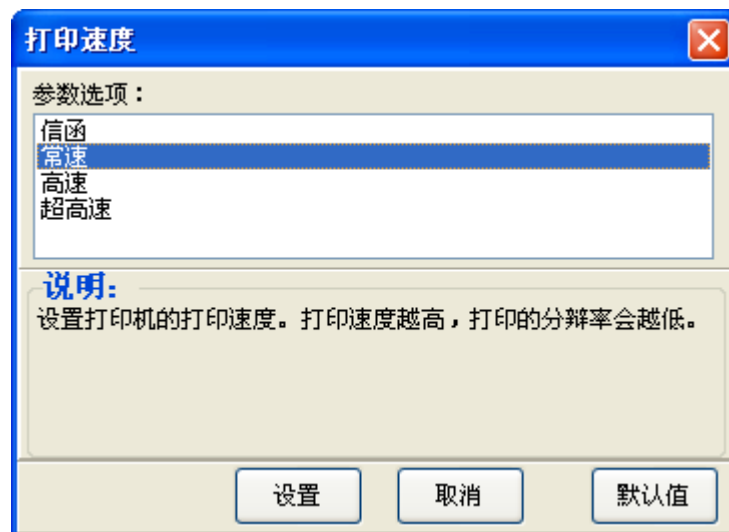 打印速度
参数选项：
信函
常速
高速
超高速
说明:
设置打印机的打印速度。打印速度越高，打印的分辩率会越低。
设置
取消
默认值